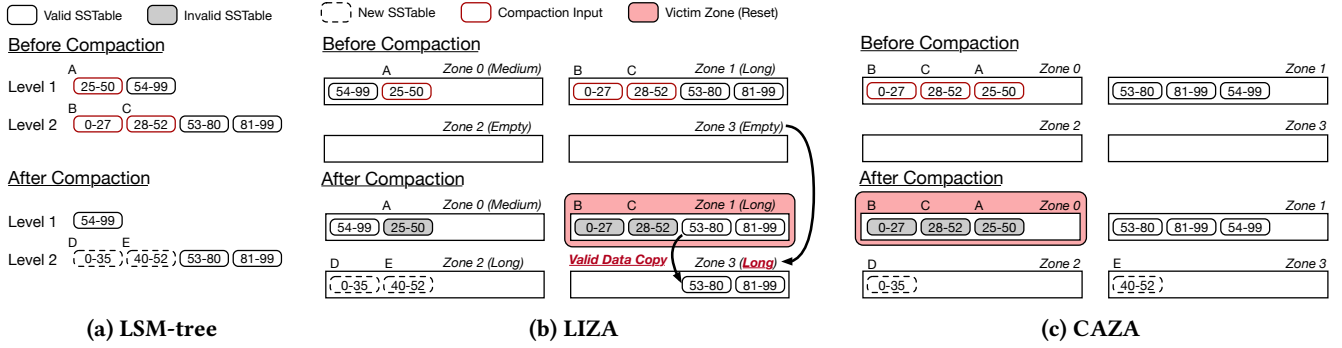 Valid SSTable Invalid SSTable New SSTable Compaction Input Victim Zone (Reset)
Before Compaction
A
Level 1 25-50 54-99
B C
Level 2 0-27 28-52 53-80 81-99
After Compaction
Level 1 54-99
D E
Level 2 0-35 40-52 53-80 81-99
(a) LSM-tree
Before Compaction
A Zone 0 (Medium)
54-99 25-50
B C Zone 1 (Long)
0-27 28-52 53-80 81-99
Zone 2 (Empty)
Zone 3 (Empty)
After Compaction
A Zone 0 (Medium)
54-99 25-50
B C Zone 1 (Long)
0-27 28-52 53-80 81-99
D E Zone 2 (Long)
0-35 40-52
Valid Data Copy
Zone 3 (Long)
53-80 81-99
(b) LIZA
Before Compaction
B C A Zone 0
0-27 28-52 25-50
Zone 1
53-80 81-99 54-99
Zone 2
Zone 3
After Compaction
B C A Zone 0
0-27 28-52 25-50
Zone 1
53-80 81-99 54-99
D Zone 2
0-35
E Zone 3
40-52
(c) CAZA